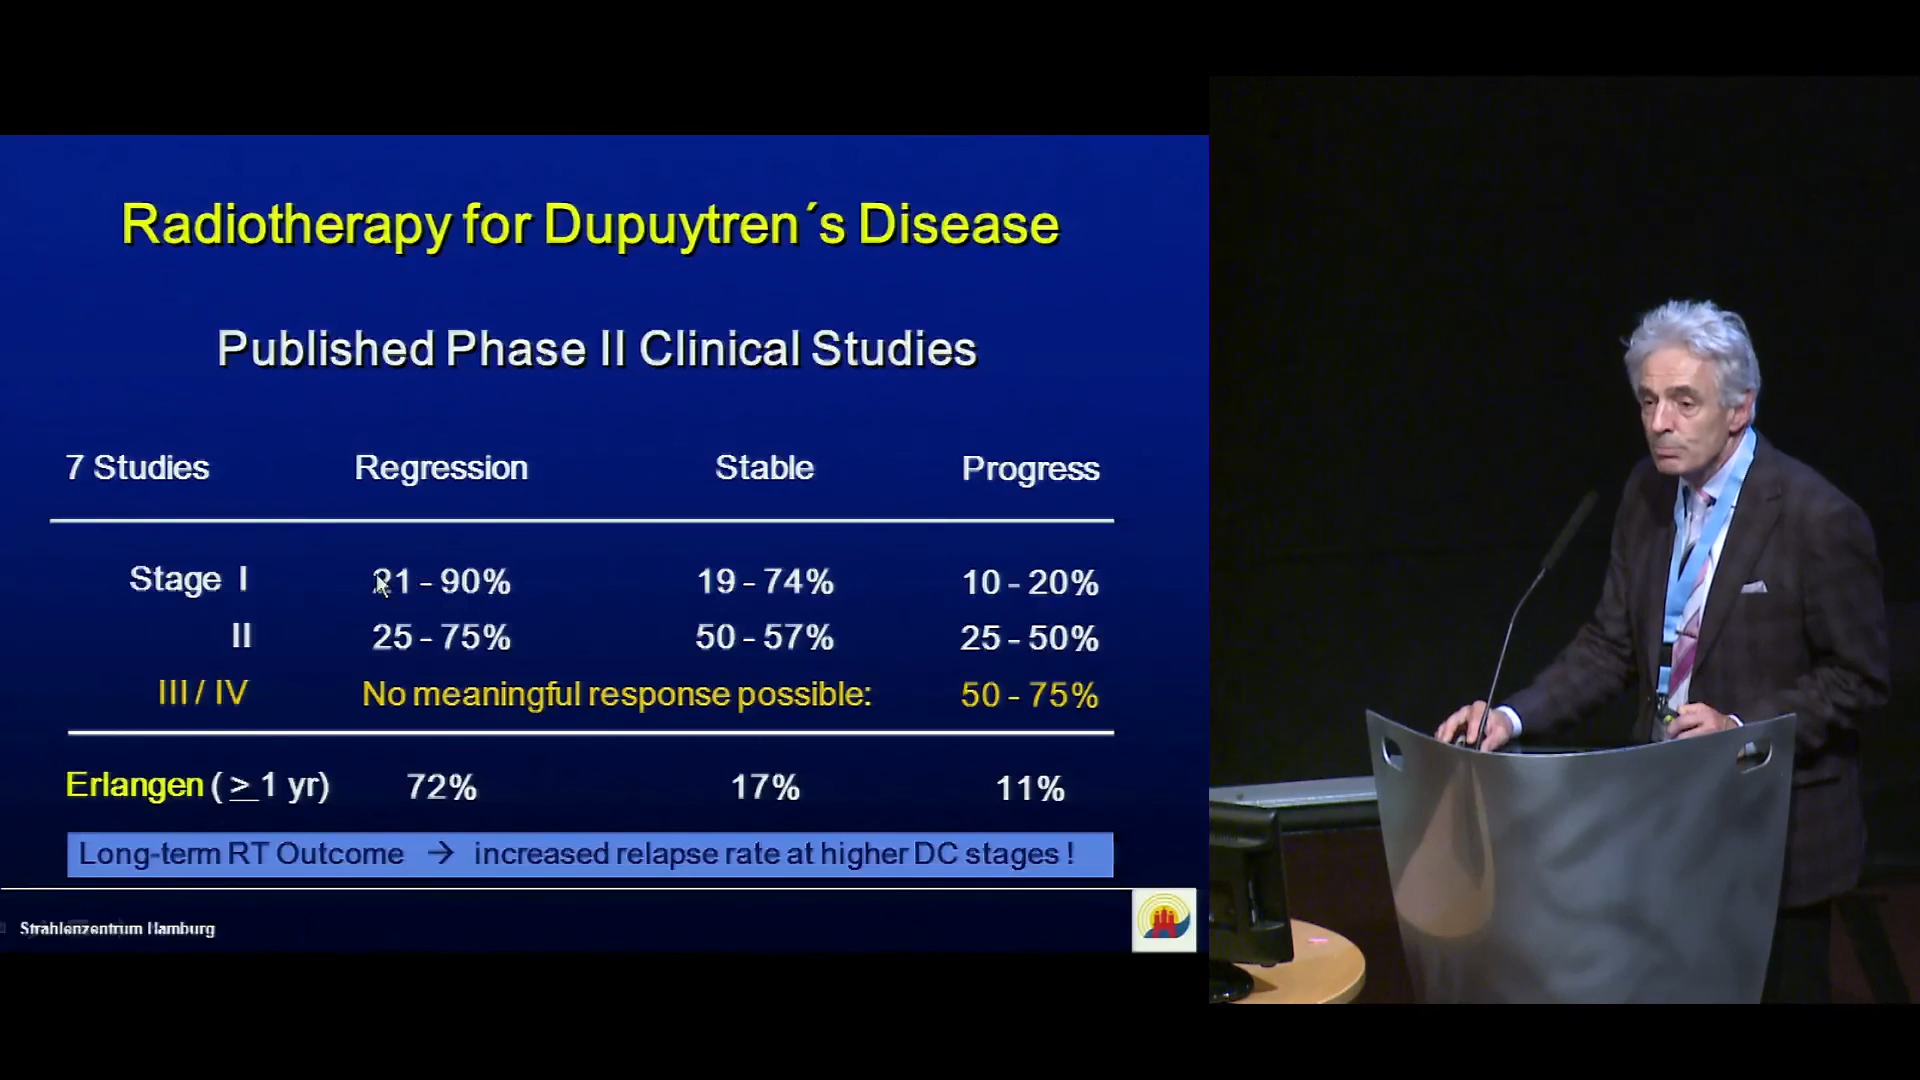 Radiotherapy for Dupuytren´s Disease
Published Phase II Clinical Studies
7 Studies Regression Stable Progress
Stage I 21 - 90% 19 - 74% 10 - 20%
II 25 - 75% 50 - 57% 25 - 50%
III / IV No meaningful response possible: 50 - 75%
Erlangen ( ≥ 1 yr) 72% 17% 11%
Long-term RT Outcome → increased relapse rate at higher DC stages !
Strahlenzentrum Hamburg